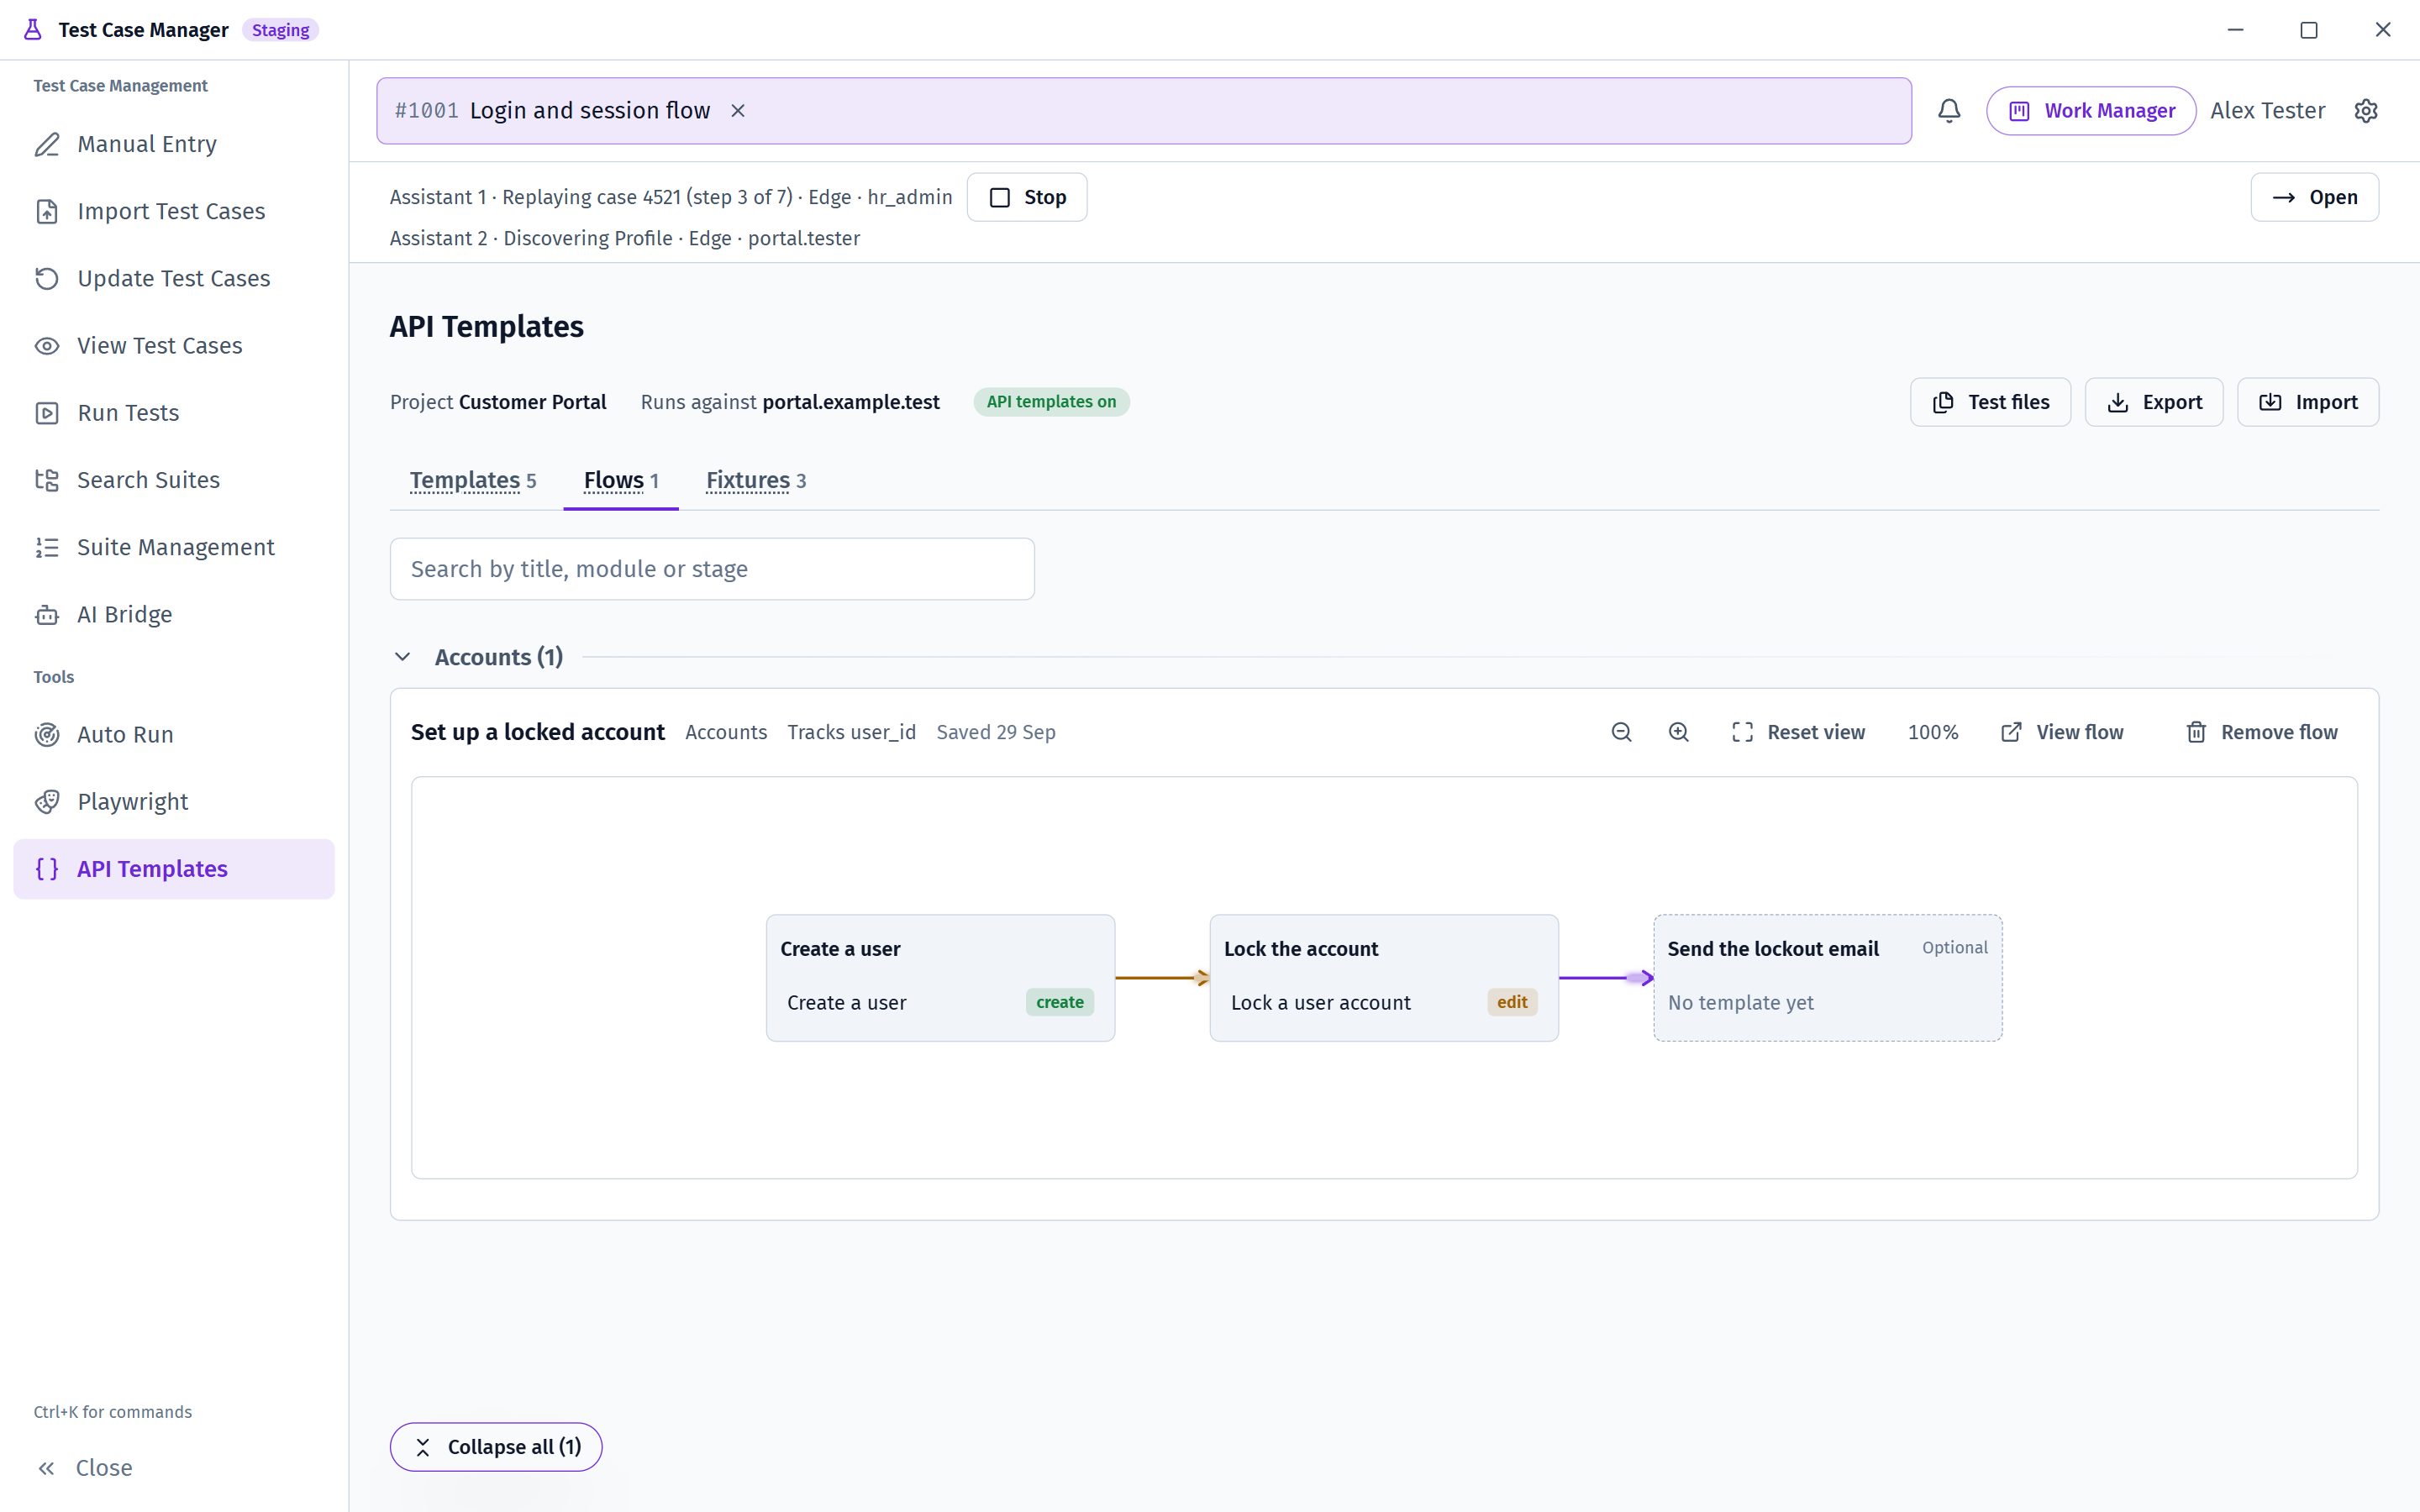 Test Case Manager Staging
Test Case Management
Manual Entry
Import Test Cases
Update Test Cases
View Test Cases
Run Tests
Search Suites
Suite Management
AI Bridge
Tools
Auto Run
Playwright
API Templates
Ctrl+K for commands
Close
#1001 Login and session flow
Work Manager
Alex Tester
Assistant 1 · Replaying case 4521 (step 3 of 7) · Edge · hr_admin
Stop
Open
Assistant 2 · Discovering Profile · Edge · portal.tester
API Templates
Project Customer Portal
Runs against portal.example.test
API templates on
Test files
Export
Import
Templates 5
Flows 1
Fixtures 3
Search by title, module or stage
Accounts (1)
Set up a locked account
Accounts
Tracks user_id
Saved 29 Sep
Reset view
100%
View flow
Remove flow
Create a user
Create a user
create
Lock the account
Lock a user account
edit
Send the lockout email
Optional
No template yet
Collapse all (1)